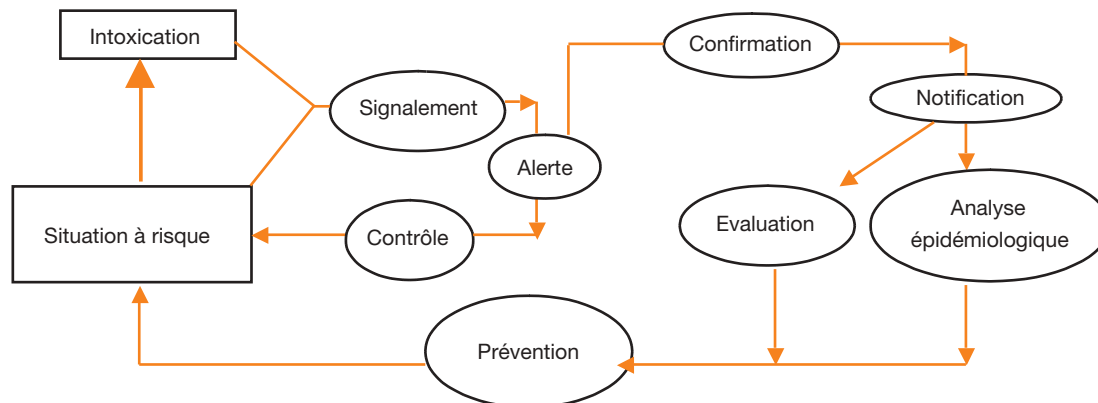 Intoxication
Confirmation
Signalement
Notification
Alerte
Situation à risque
Contrôle
Evaluation
Analyse
épidémiologique
Prévention